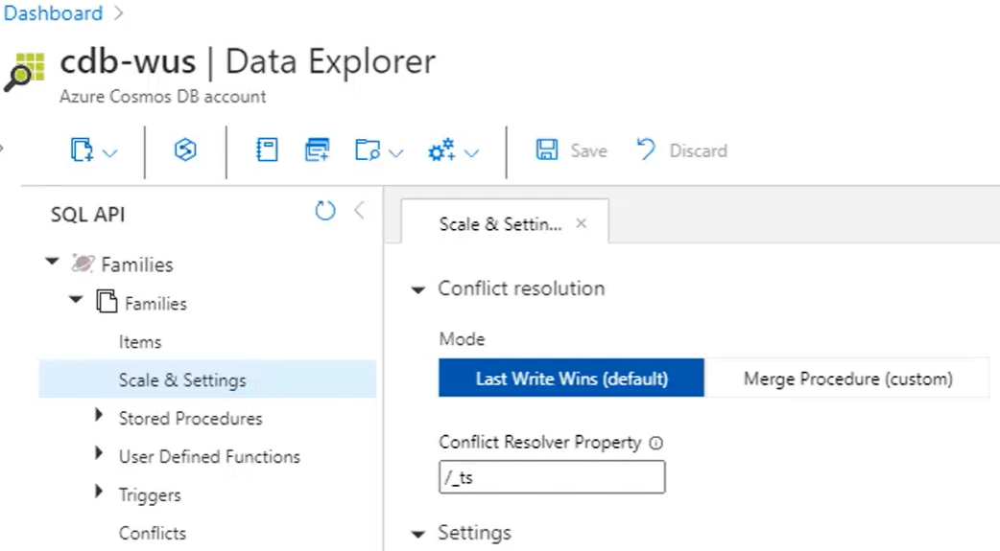 Dashboard
cdb-wus | Data Explorer
Azure Cosmos DB account
Save
Discard
SQL API
Families
Families
Items
Scale & Settings
Stored Procedures
User Defined Functions
Triggers
Conflicts
Scale & Settin...
Conflict resolution
Mode
Last Write Wins (default)
Merge Procedure (custom)
Conflict Resolver Property
/_ts
Settings